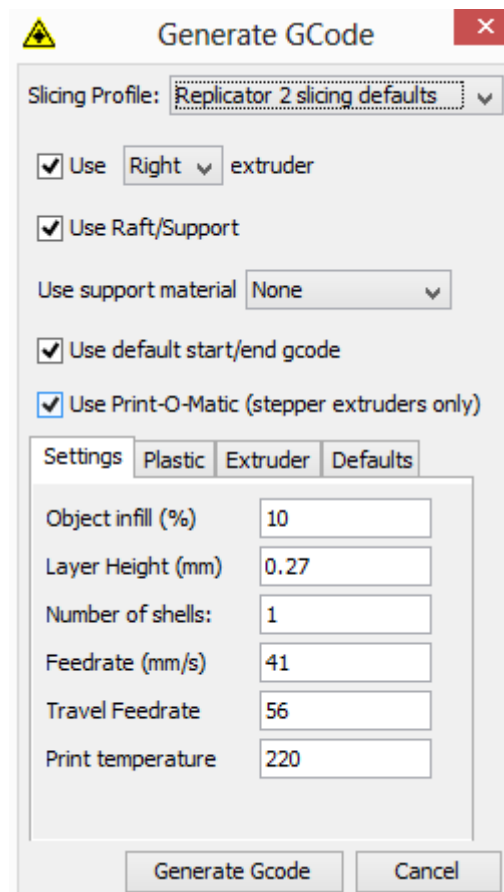 Generate GCode
Slicing Profile: Replicator 2 slicing defaults
Use Right extruder
Use Raft/Support
Use support material None
Use default start/end gcode
Use Print-O-Matic (stepper extruders only)
Settings Plastic Extruder Defaults
Object infill (%) 10
Layer Height (mm) 0.27
Number of shells: 1
Feedrate (mm/s) 41
Travel Feedrate 56
Print temperature 220
Generate Gcode Cancel